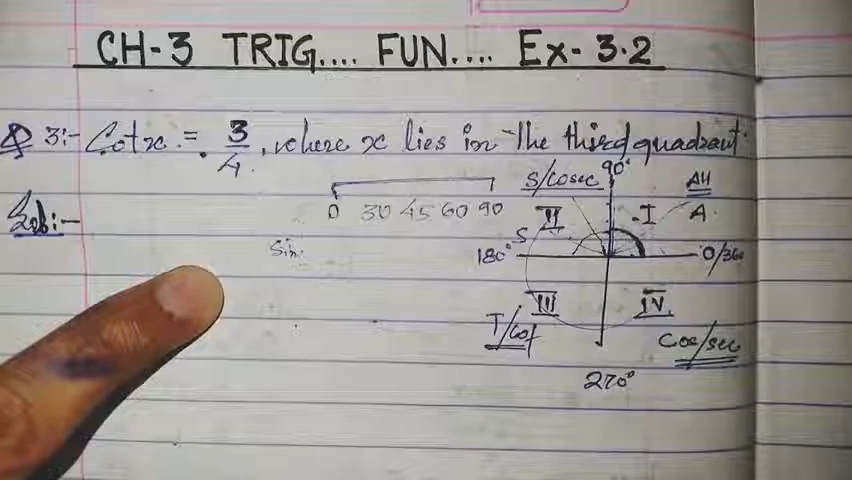 CH-3 TRIG.... FUN.... Ex- 3.2
Q 3:- Cotx = 3/4, where x lies in the third quadrant.
90°
S/cosec
All
0 30 45 60 90
II
I
A
Sol:-
S
Sin
180°
0/360
III
IV
T/cot
Cos/sec
270°